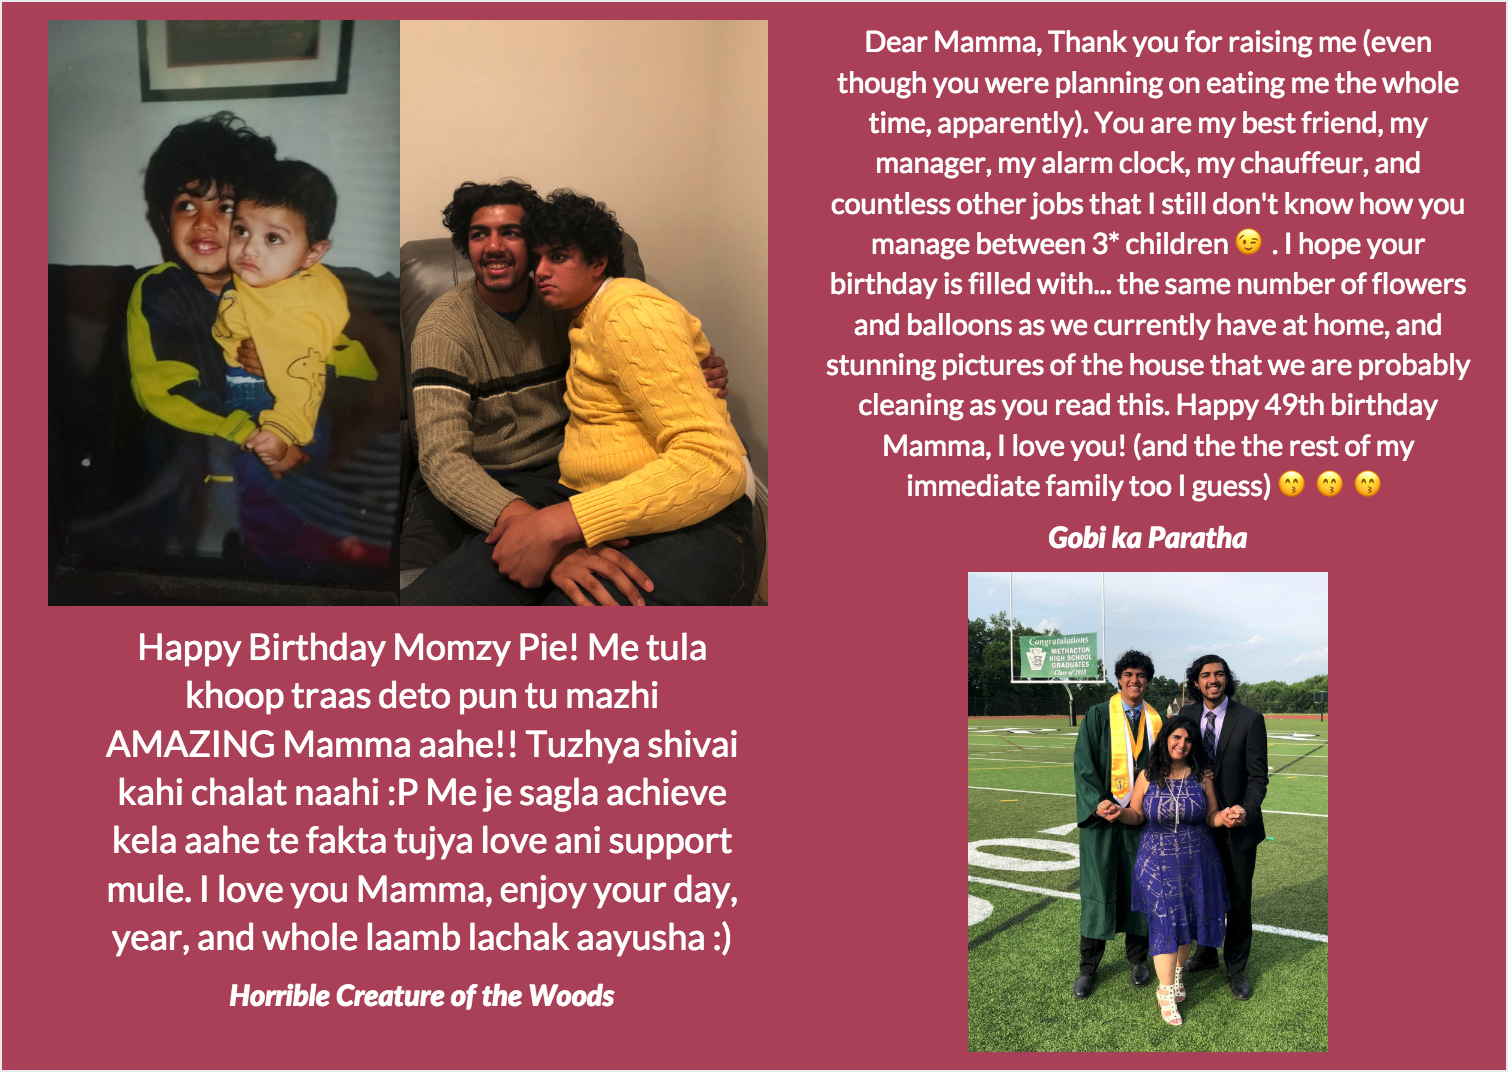 Happy Birthday Momzy Pie! Me tula
khoop traas deto pun tu mazhi
AMAZING Mamma aahe!! Tuzhya shivai
kahi chalat naahi :P Me je sagla achieve
kela aahe te fakta tujya love ani support
mule. I love you Mamma, enjoy your day,
year, and whole laamb lachak aayusha :)
Horrible Creature of the Woods
Dear Mamma, Thank you for raising me (even
though you were planning on eating me the whole
time, apparently). You are my best friend, my
manager, my alarm clock, my chauffeur, and
countless other jobs that I still don't know how you
manage between 3* children 😉 . I hope your
birthday is filled with... the same number of flowers
and balloons as we currently have at home, and
stunning pictures of the house that we are probably
cleaning as you read this. Happy 49th birthday
Mamma, I love you! (and the the rest of my
immediate family too I guess) 😙 😙 😙
Gobi ka Paratha
Congratulations
METHACTON
HIGH SCHOOL
GRADUATES
Class of 2018